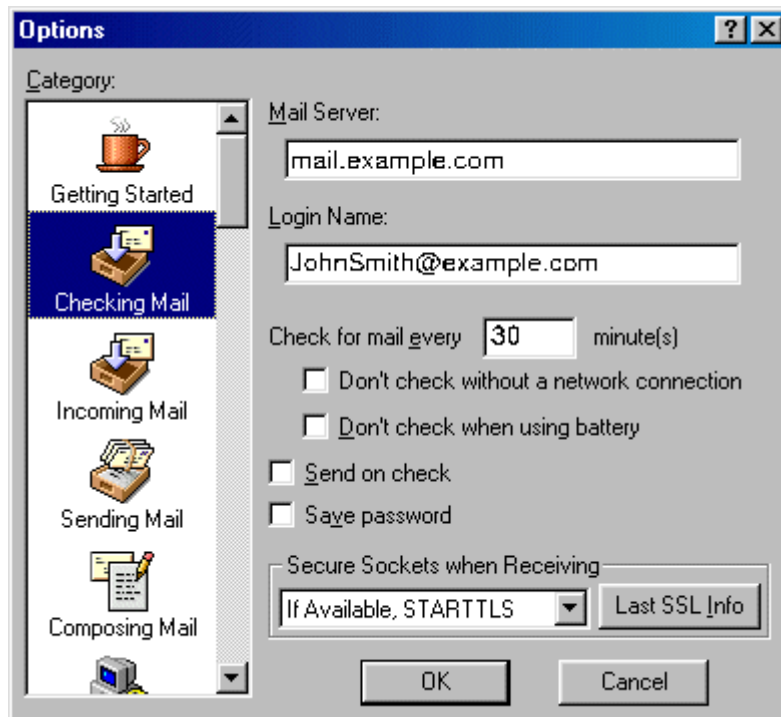 Options
Category:
Getting Started
Checking Mail
Incoming Mail
Sending Mail
Composing Mail
Mail Server:
mail.example.com
Login Name:
JohnSmith@example.com
Check for mail every 30 minute(s)
Don't check without a network connection
Don't check when using battery
Send on check
Save password
Secure Sockets when Receiving
If Available, STARTTLS
Last SSL Info
OK
Cancel